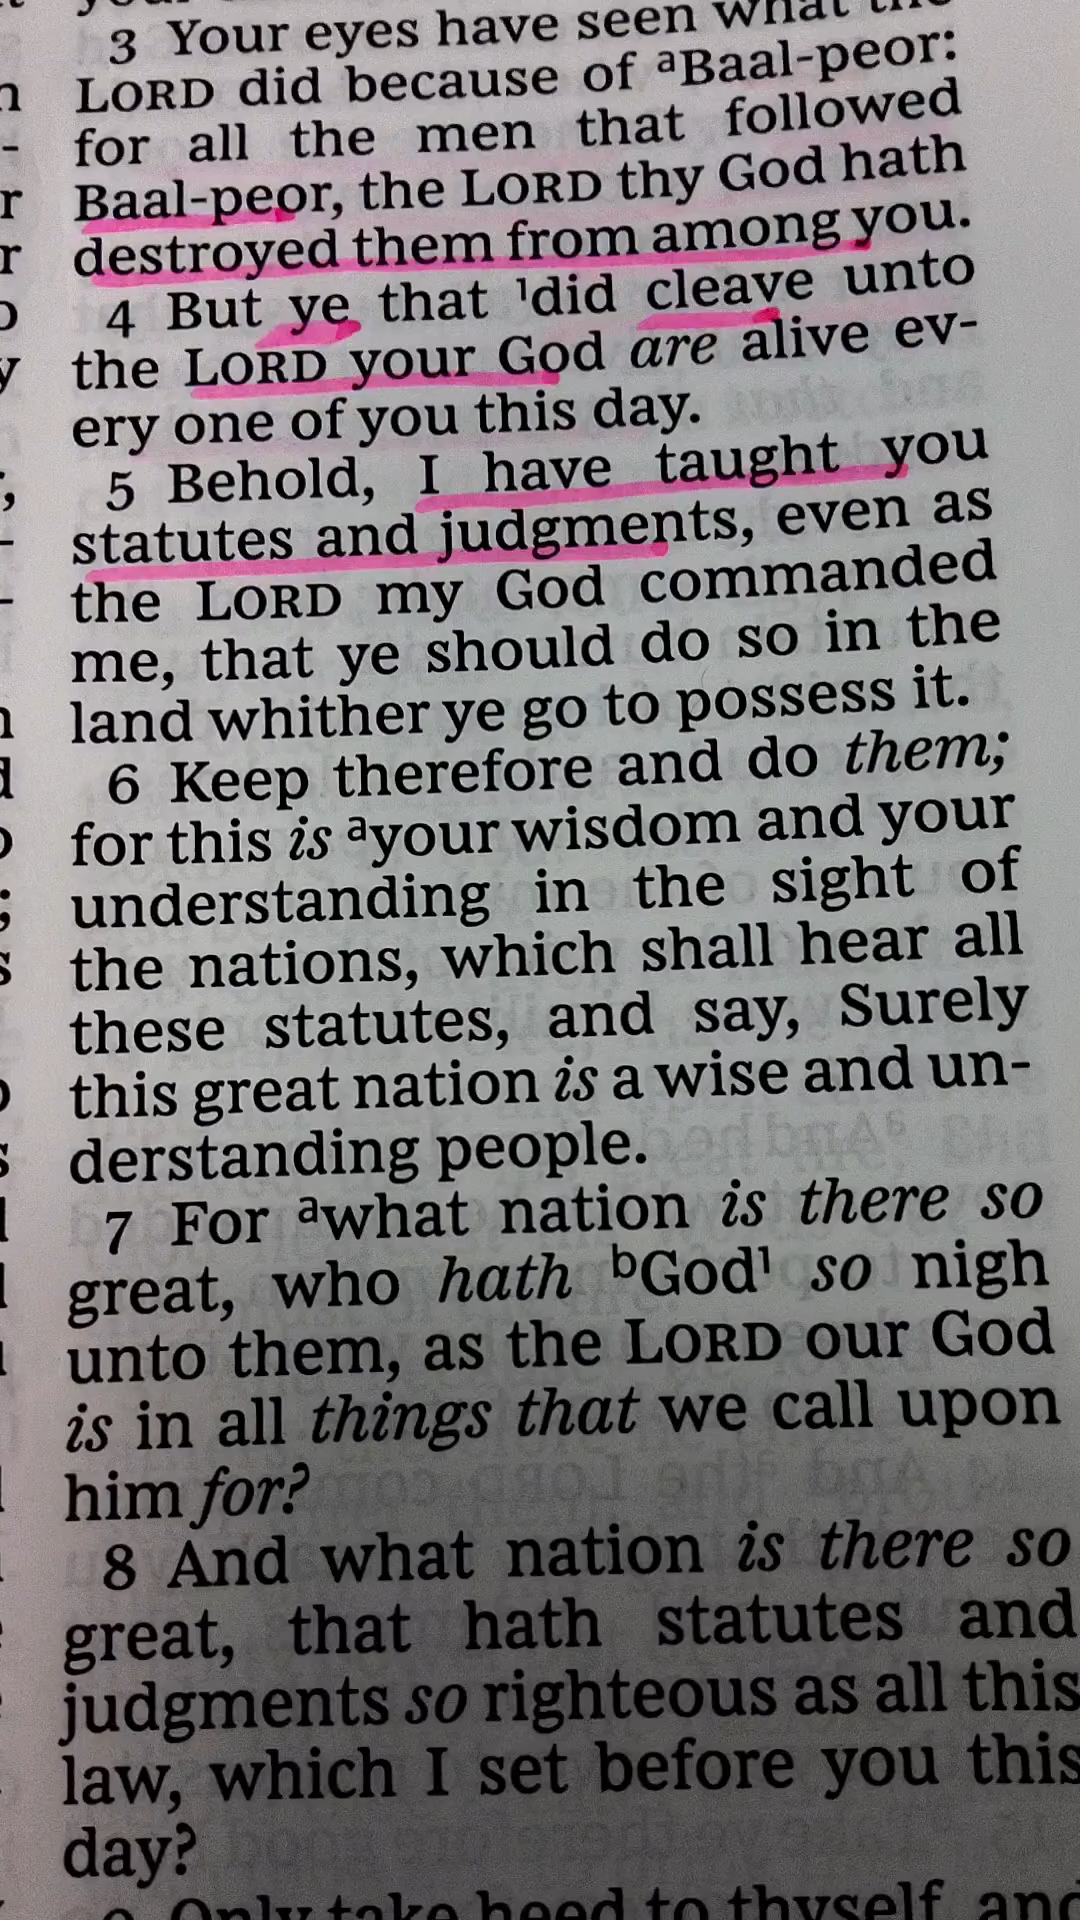 3 Your eyes have seen what the
LORD did because of ᵃBaal-peor:
for all the men that followed
Baal-peor, the LORD thy God hath
destroyed them from among you.
4 But ye that ¹did cleave unto
the LORD your God are alive ev-
ery one of you this day.
5 Behold, I have taught you
statutes and judgments, even as
the LORD my God commanded
me, that ye should do so in the
land whither ye go to possess it.
6 Keep therefore and do them;
for this is ᵃyour wisdom and your
understanding in the sight of
the nations, which shall hear all
these statutes, and say, Surely
this great nation is a wise and un-
derstanding people.
7 For ᵃwhat nation is there so
great, who hath ᵇGod¹ so nigh
unto them, as the LORD our God
is in all things that we call upon
him for?
8 And what nation is there so
great, that hath statutes and
judgments so righteous as all this
law, which I set before you this
day?
Only take heed to thyself, and